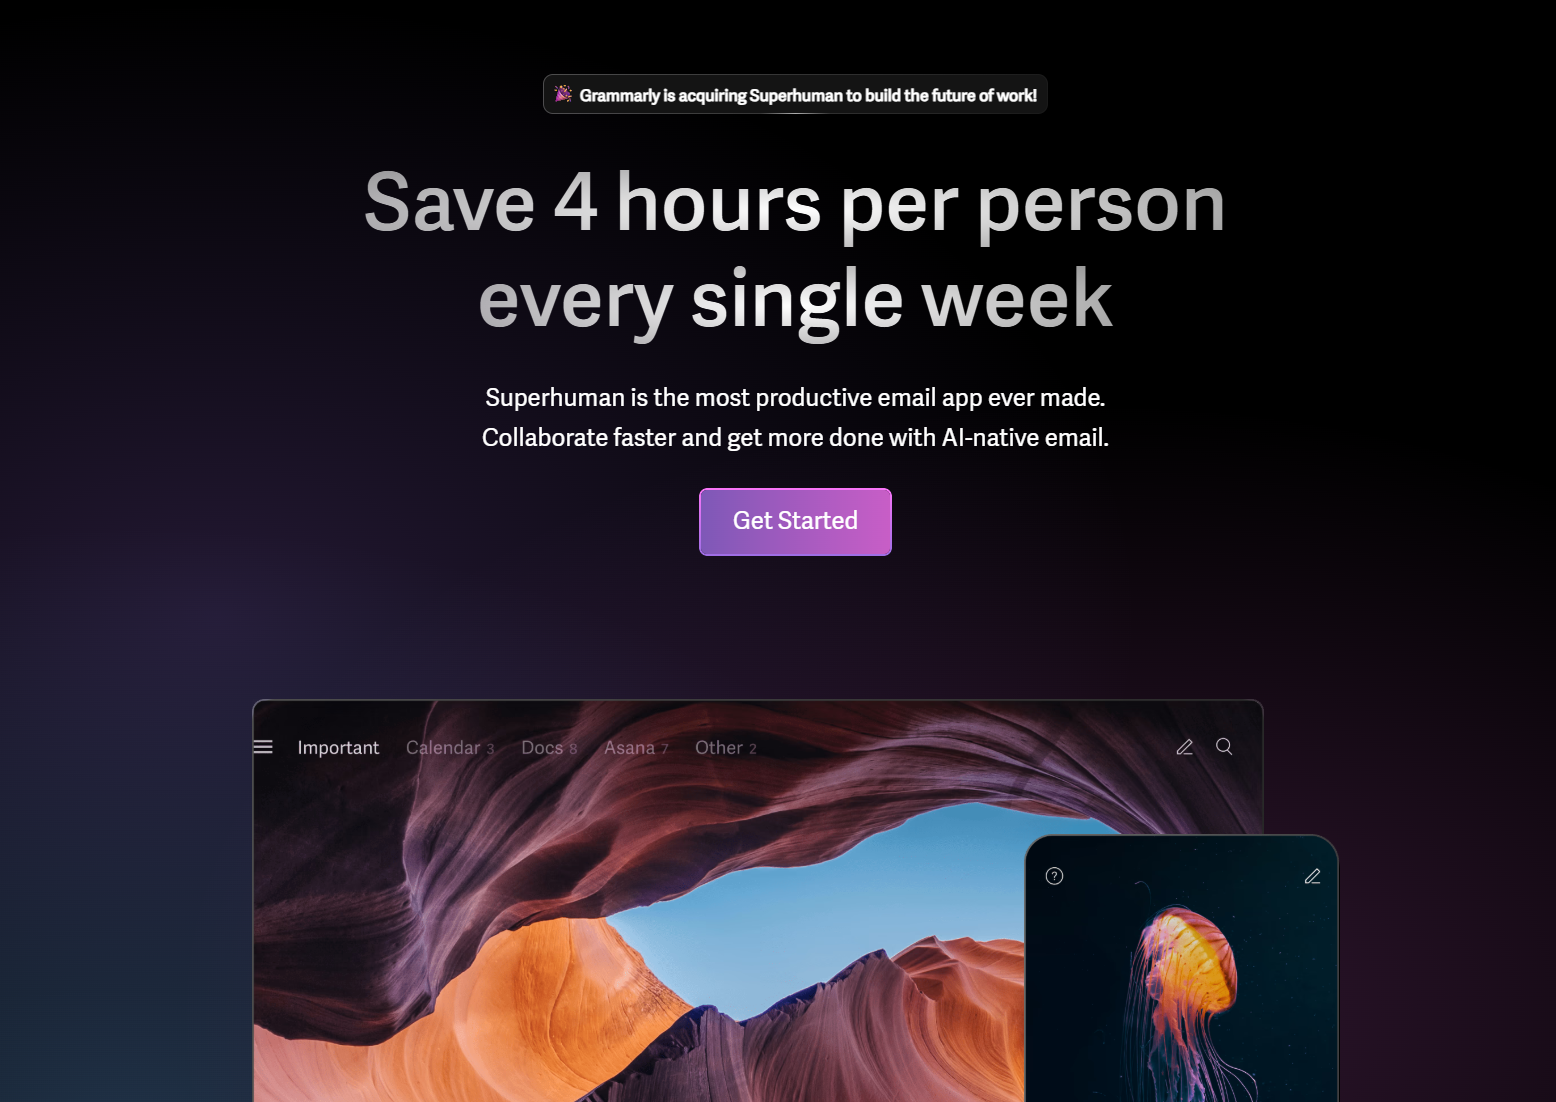 🎉 Grammarly is acquiring Superhuman to build the future of work!
Save 4 hours per person
every single week
Superhuman is the most productive email app ever made.
Collaborate faster and get more done with AI-native email.
Get Started
Important Calendar 3 Docs 8 Asana 7 Other 2
?